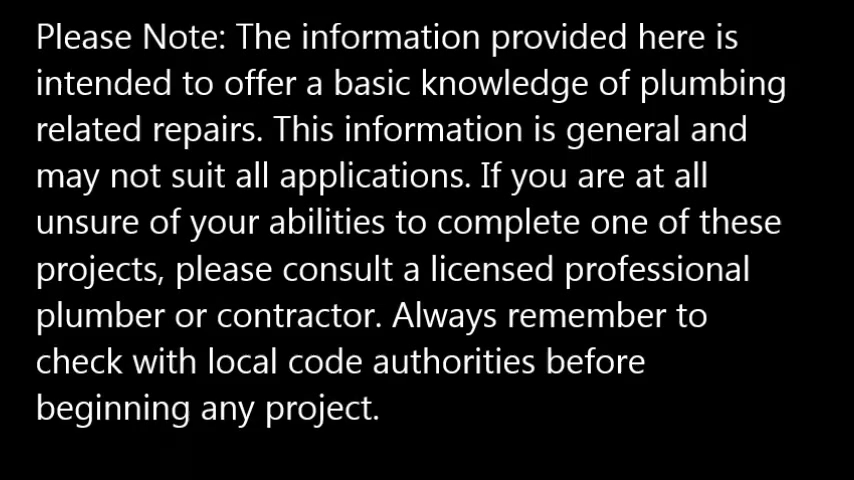 Please Note: The information provided here is
intended to offer a basic knowledge of plumbing
related repairs. This information is general and
may not suit all applications. If you are at all
unsure of your abilities to complete one of these
projects, please consult a licensed professional
plumber or contractor. Always remember to
check with local code authorities before
beginning any project.